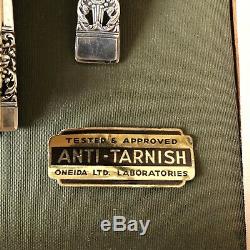 TESTED & APPROVED
ANTI-TARNISH
ONEIDA LTD. LABORATORIES